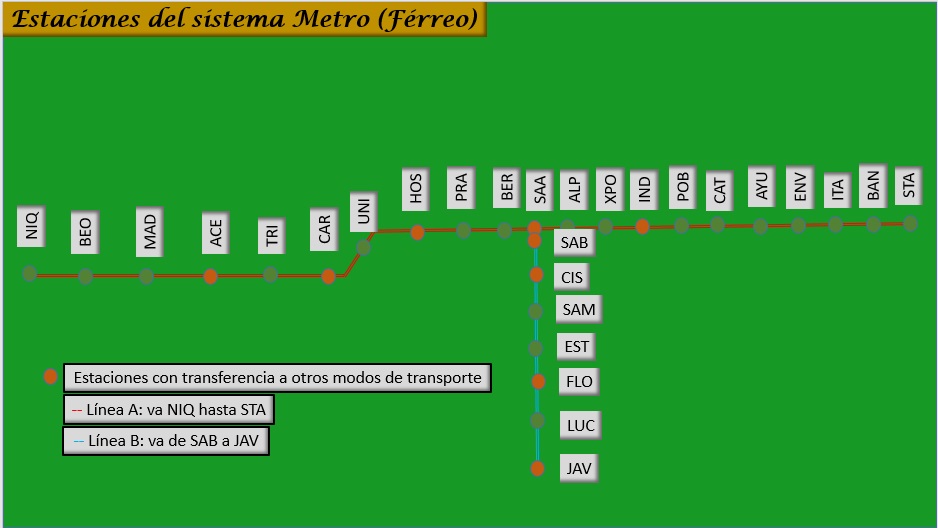 Estaciones del sistema Metro (Férreo)
NIQ
BEO
MAD
ACE
TRI
CAR
UNI
HOS
PRA
BER
SAA
ALP
XPO
IND
POB
CAT
AYU
ENV
ITA
BAN
STA
SAB
CIS
SAM
EST
FLO
LUC
JAV
Estaciones con transferencia a otros modos de transporte
-- Línea A: va NIQ hasta STA
-- Línea B: va de SAB a JAV